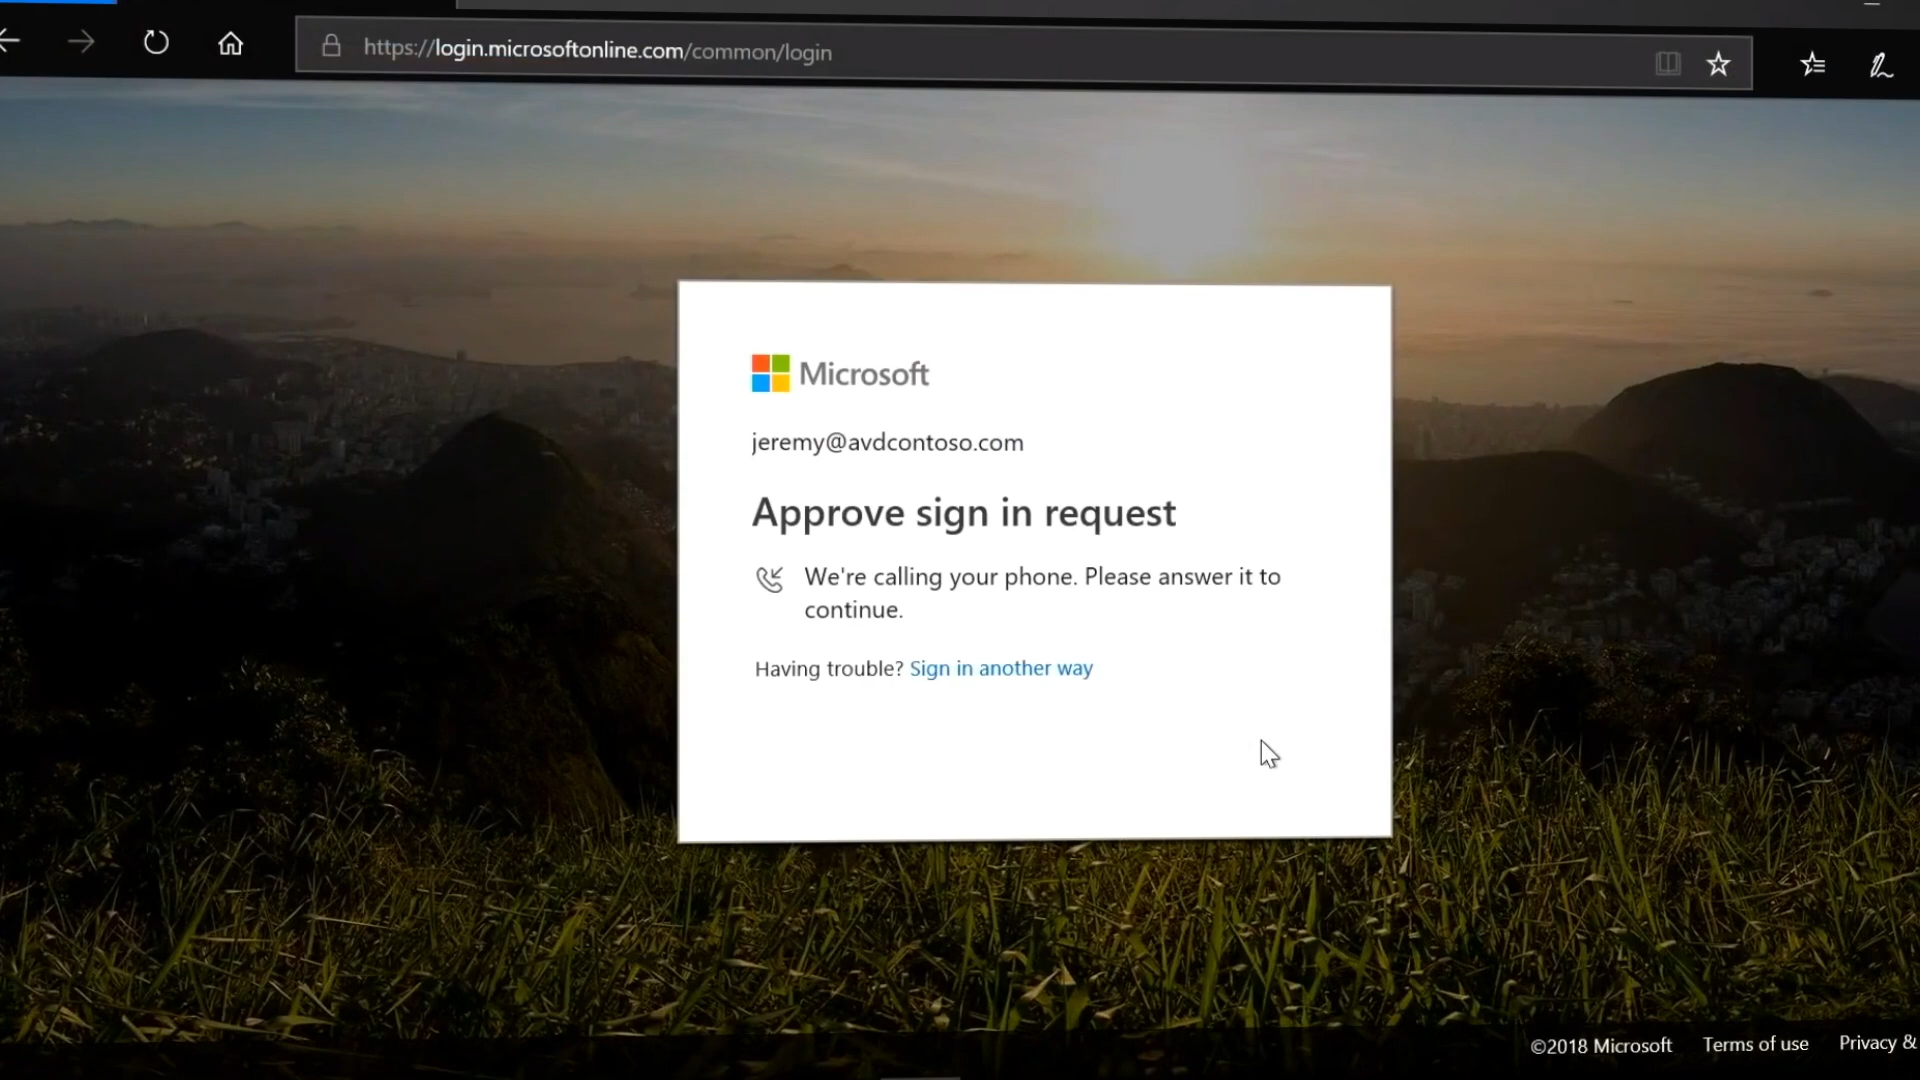 https://login.microsoftonline.com/common/login
Microsoft
jeremy@avdcontoso.com
Approve sign in request
We're calling your phone. Please answer it to
continue.
Having trouble? Sign in another way
©2018 Microsoft Terms of use Privacy &